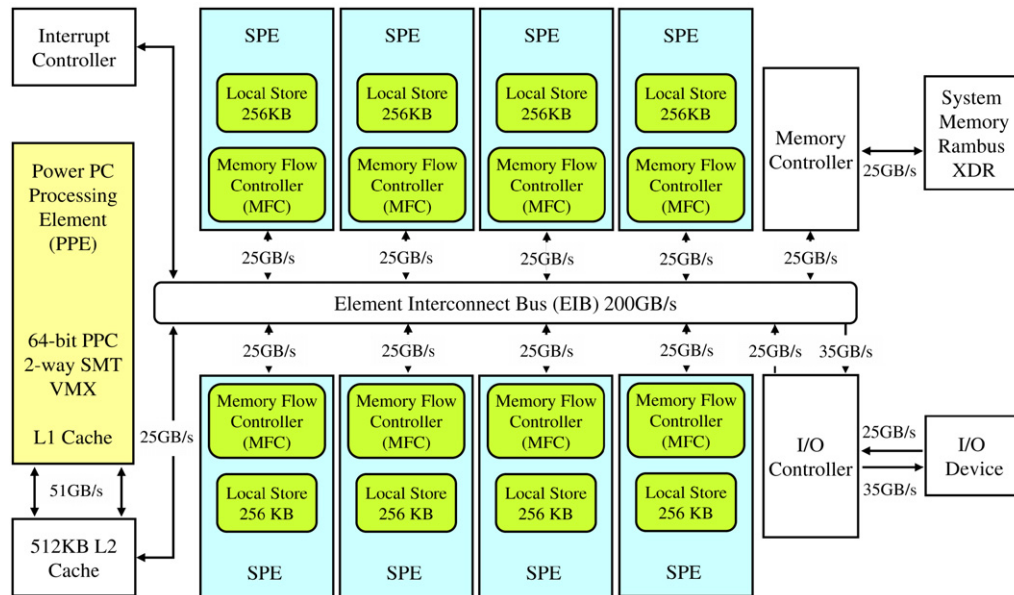 Interrupt
Controller
SPE
SPE
SPE
SPE
Local Store
256KB
Local Store
256KB
Local Store
256KB
Local Store
256KB
Memory Flow
Controller
(MFC)
Memory Flow
Controller
(MFC)
Memory Flow
Controller
(MFC)
Memory Flow
Controller
(MFC)
Memory
Controller
25GB/s
System
Memory
Rambus
XDR
Power PC
Processing
Element
(PPE)
64-bit PPC
2-way SMT
VMX
L1 Cache
51GB/s
512KB L2
Cache
25GB/s
25GB/s
25GB/s
25GB/s
25GB/s
25GB/s
Element Interconnect Bus (EIB) 200GB/s
25GB/s
25GB/s
25GB/s
25GB/s
25GB/s
35GB/s
Memory Flow
Controller
(MFC)
Memory Flow
Controller
(MFC)
Memory Flow
Controller
(MFC)
Memory Flow
Controller
(MFC)
Local Store
256 KB
Local Store
256 KB
Local Store
256 KB
Local Store
256 KB
SPE
SPE
SPE
SPE
I/O
Controller
25GB/s
35GB/s
I/O
Device